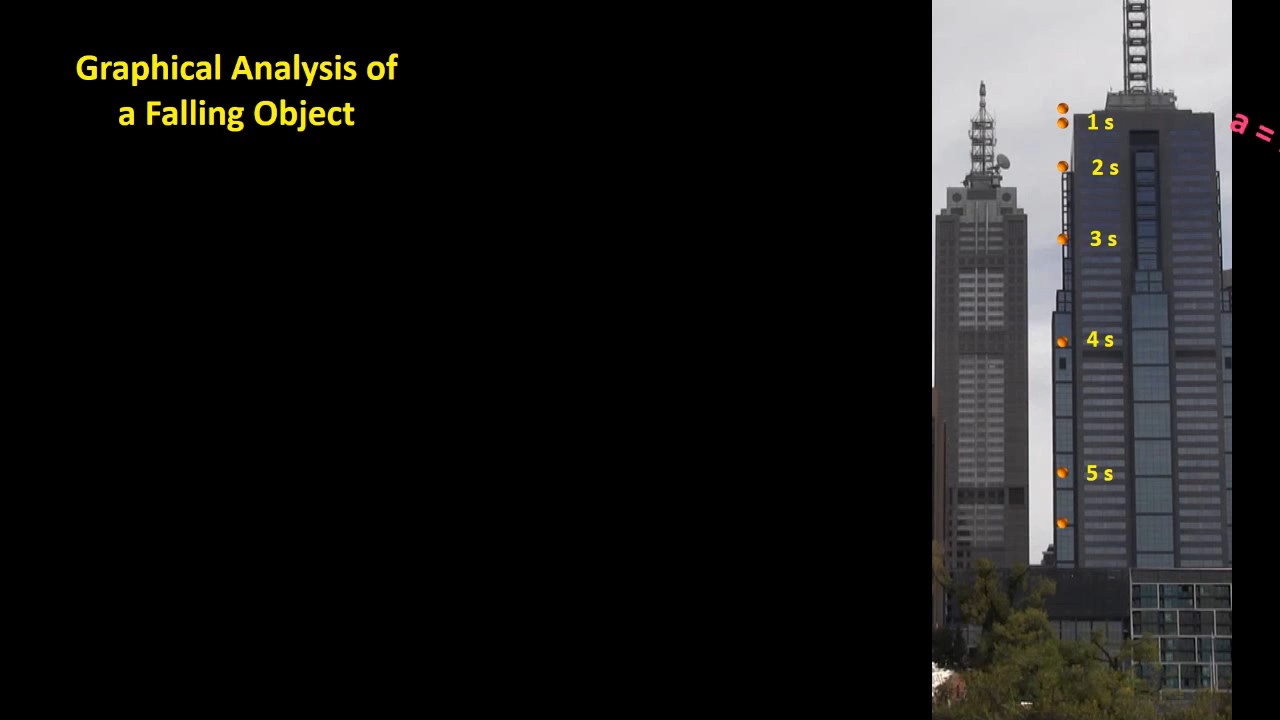 Graphical Analysis of
a Falling Object
1 s
2 s
3 s
4 s
5 s
a =